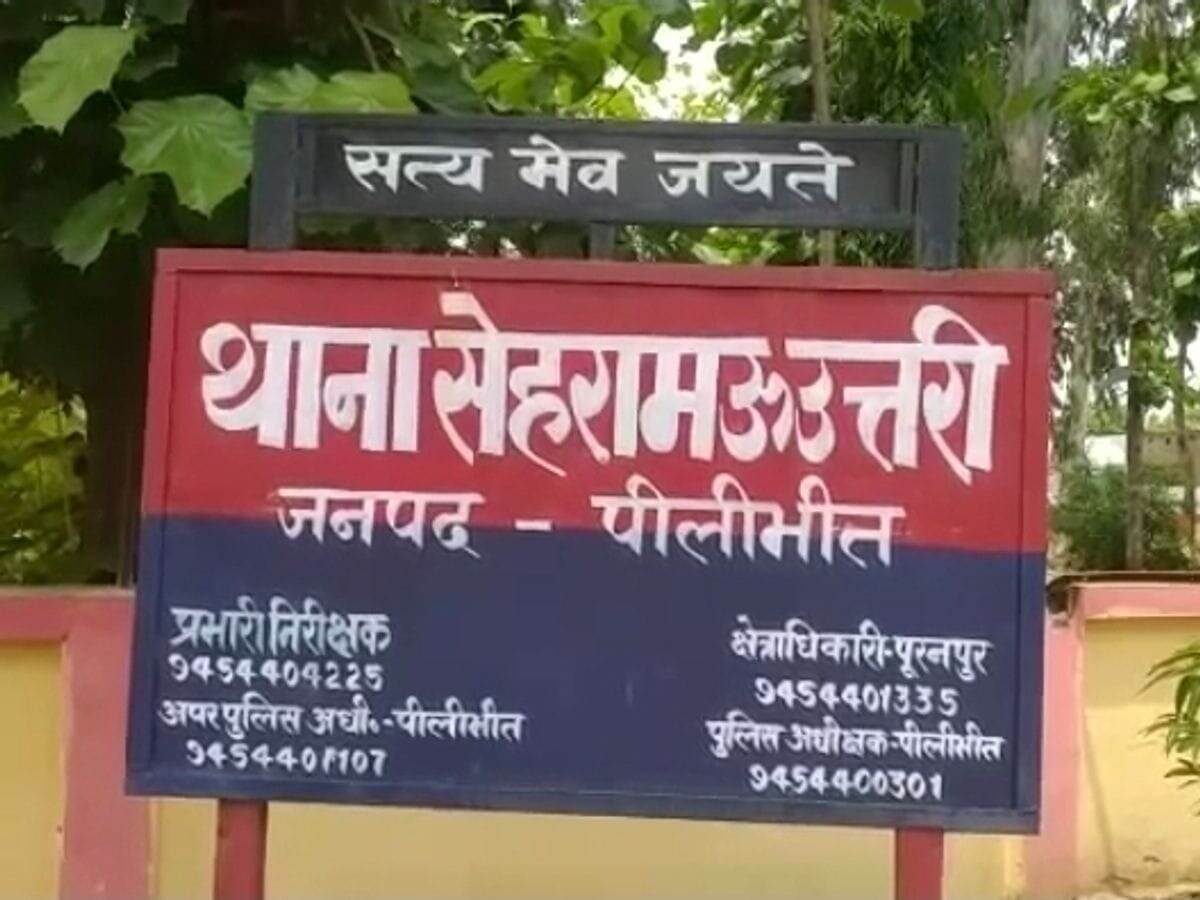 सत्य मेव जयते
थाना सेहरामऊ उत्तरी
जनपद - पीलीभीत
प्रभारी निरीक्षक
9454404225
अपर पुलिस अधी०-पीलीभीत
9454401107
क्षेत्राधिकारी-पूरनपुर
9454401335
पुलिस अधीक्षक-पीलीभीत
9454400301